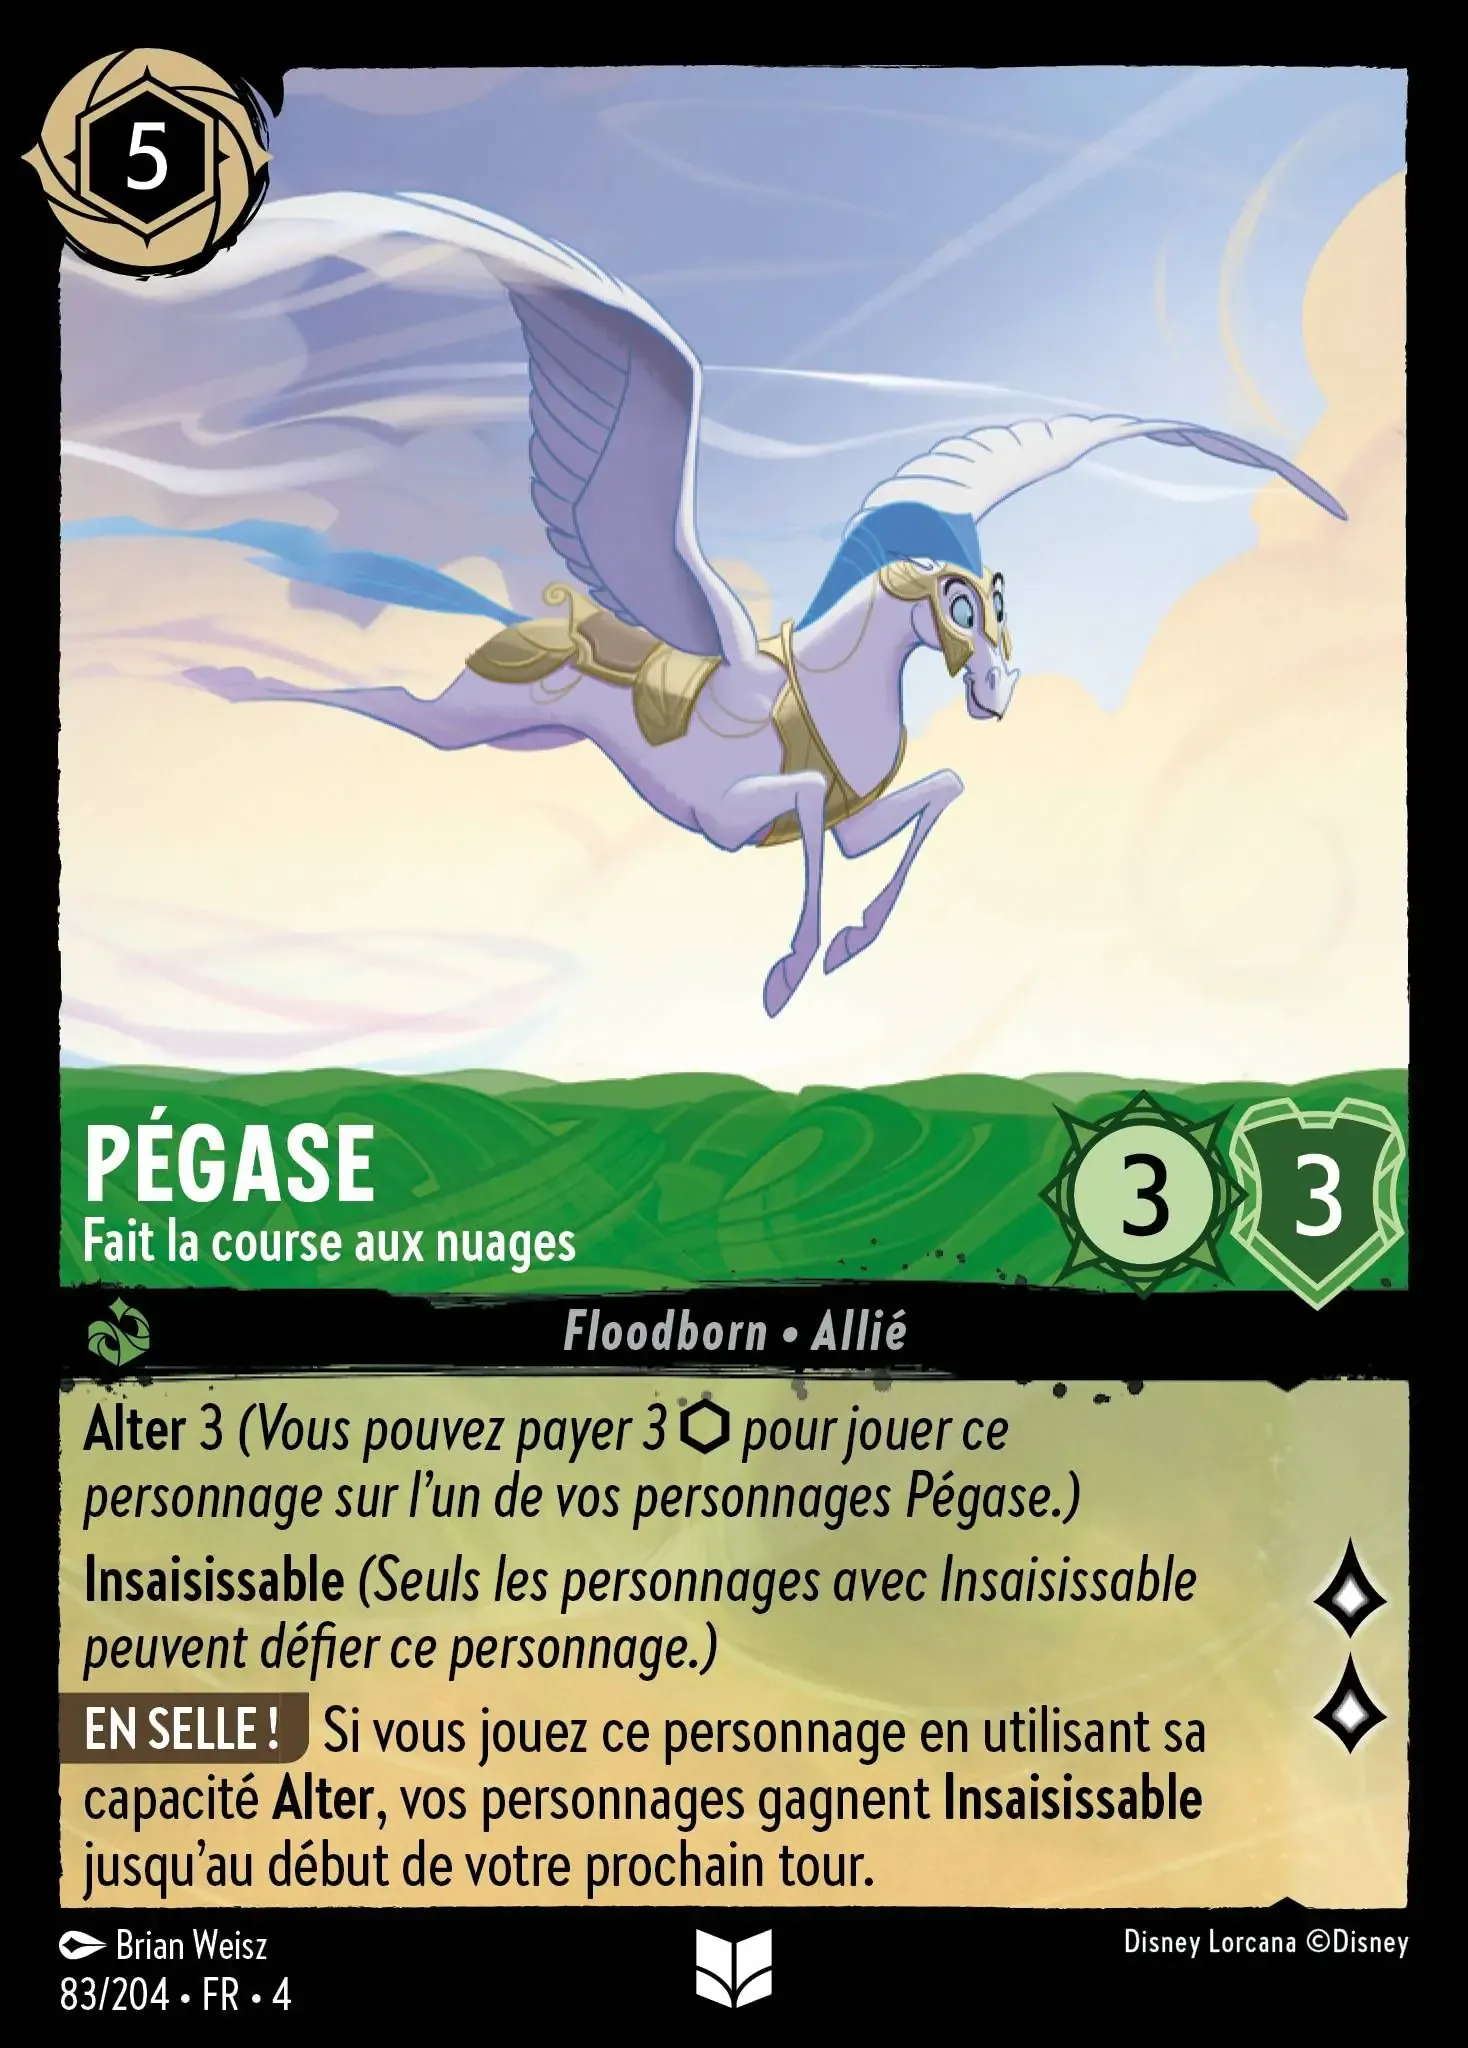 5
PÉGASE
Fait la course aux nuages
3
3
Floodborn • Allié
Alter 3 (Vous pouvez payer 3 pour jouer ce
personnage sur l'un de vos personnages Pégase.)
Insaisissable (Seuls les personnages avec Insaisissable
peuvent défier ce personnage.)
EN SELLE ! Si vous jouez ce personnage en utilisant sa
capacité Alter, vos personnages gagnent Insaisissable
jusqu'au début de votre prochain tour.
Brian Weisz
Disney Lorcana ©Disney
83/204 • FR • 4